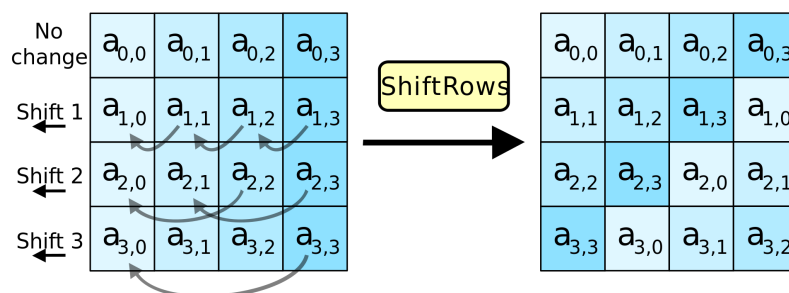 No change a0,0 a0,1 a0,2 a0,3
Shift 1 a1,0 a1,1 a1,2 a1,3
Shift 2 a2,0 a2,1 a2,2 a2,3
Shift 3 a3,0 a3,1 a3,2 a3,3
ShiftRows
a0,0 a0,1 a0,2 a0,3
a1,1 a1,2 a1,3 a1,0
a2,2 a2,3 a2,0 a2,1
a3,3 a3,0 a3,1 a3,2